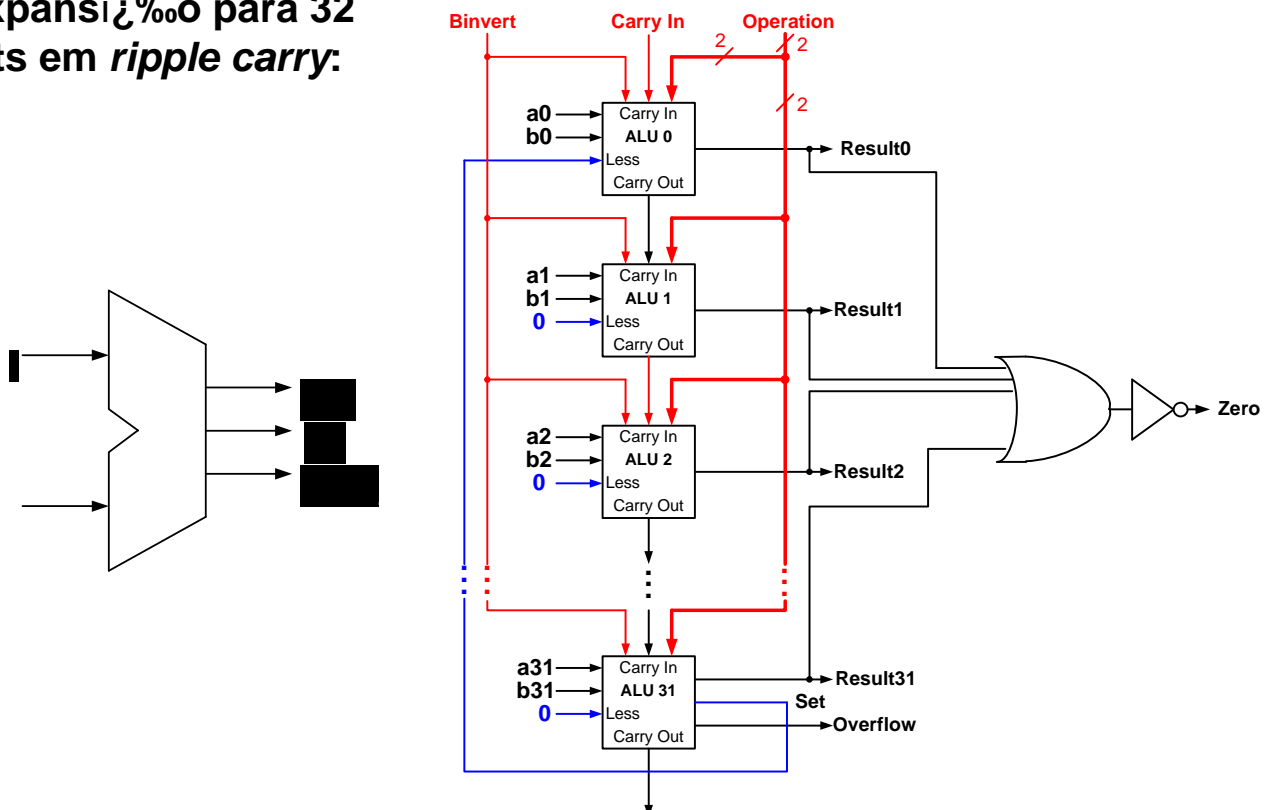 xpansï¿‰o para 32
ts em ripple carry:
Binvert
Carry In
Operation
2
2
2
a0
b0
Carry In
ALU 0
Less
Carry Out
Result0
a1
b1
0
Carry In
ALU 1
Less
Carry Out
Result1
a2
b2
0
Carry In
ALU 2
Less
Carry Out
Result2
Zero
a31
b31
0
Carry In
ALU 31
Less
Carry Out
Result31
Set
Overflow